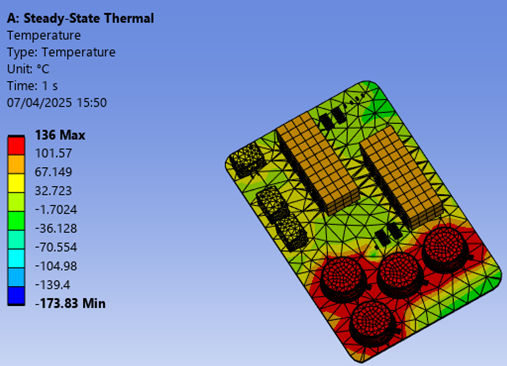 A: Steady-State Thermal
Temperature
Type: Temperature
Unit: °C
Time: 1 s
07/04/2025 15:50
136 Max
101.57
67.149
32.723
-1.7024
-36.128
-70.554
-104.98
-139.4
-173.83 Min